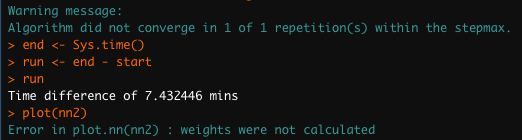 Warning message:
Algorithm did not converge in 1 of 1 repetition(s) within the stepmax.
> end <- Sys.time()
> run <- end - start
> run
Time difference of 7.432446 mins
> plot(nn2)
Error in plot.nn(nn2) : weights were not calculated